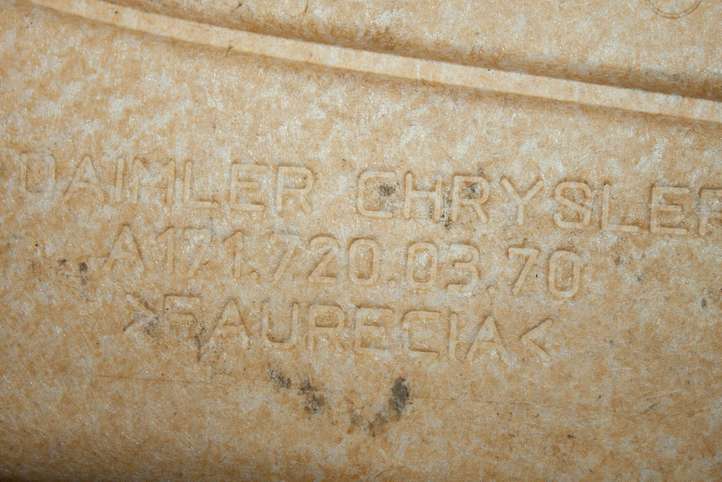 DAIMLER CHRYSLER
A171.720.03.70
>FAURECIA<